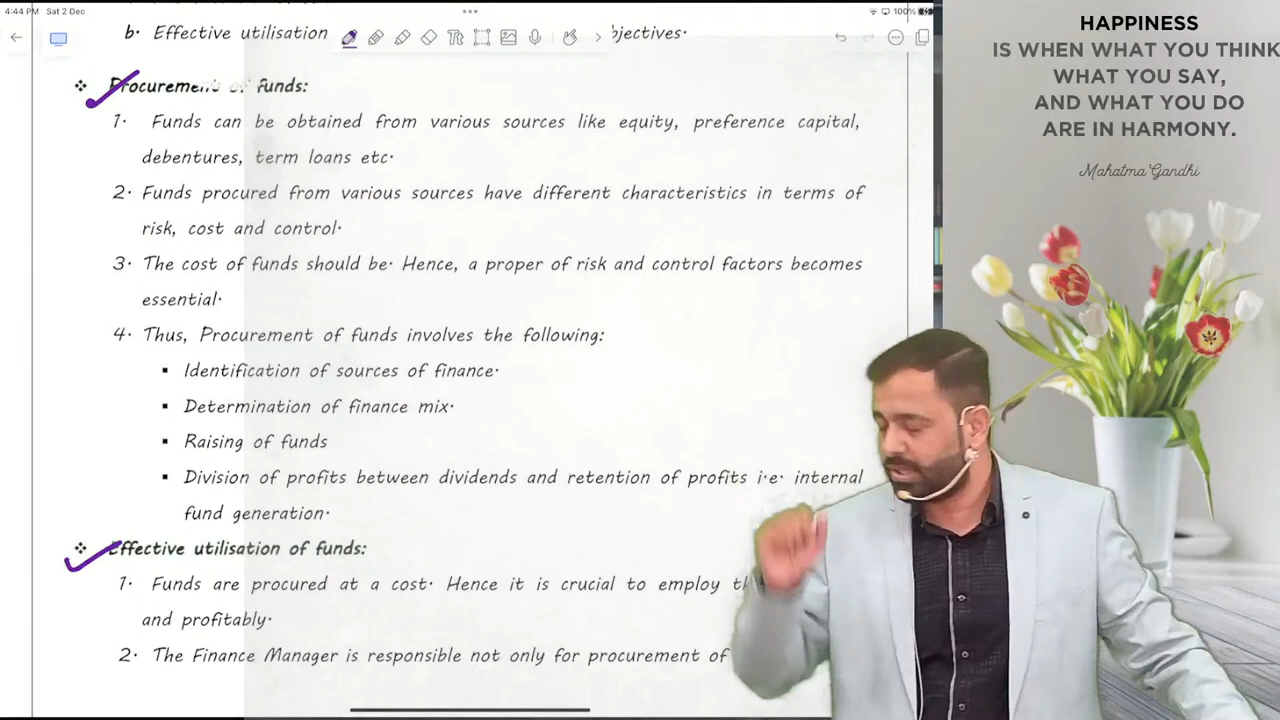 4:44 PM Sat 2 Dec
100%
b. Effective utilisation
bjectives.
Procurement of funds:
1. Funds can be obtained from various sources like equity, preference capital,
debentures, term loans etc.
2. Funds procured from various sources have different characteristics in terms of
risk, cost and control.
3. The cost of funds should be. Hence, a proper of risk and control factors becomes
essential.
4. Thus, Procurement of funds involves the following:
Identification of sources of finance.
Determination of finance mix.
Raising of funds
Division of profits between dividends and retention of profits i.e. internal
fund generation.
Effective utilisation of funds:
1. Funds are procured at a cost. Hence it is crucial to employ th
and profitably.
2. The Finance Manager is responsible not only for procurement of
HAPPINESS
IS WHEN WHAT YOU THINK
WHAT YOU SAY,
AND WHAT YOU DO
ARE IN HARMONY.
Mahatma Gandhi